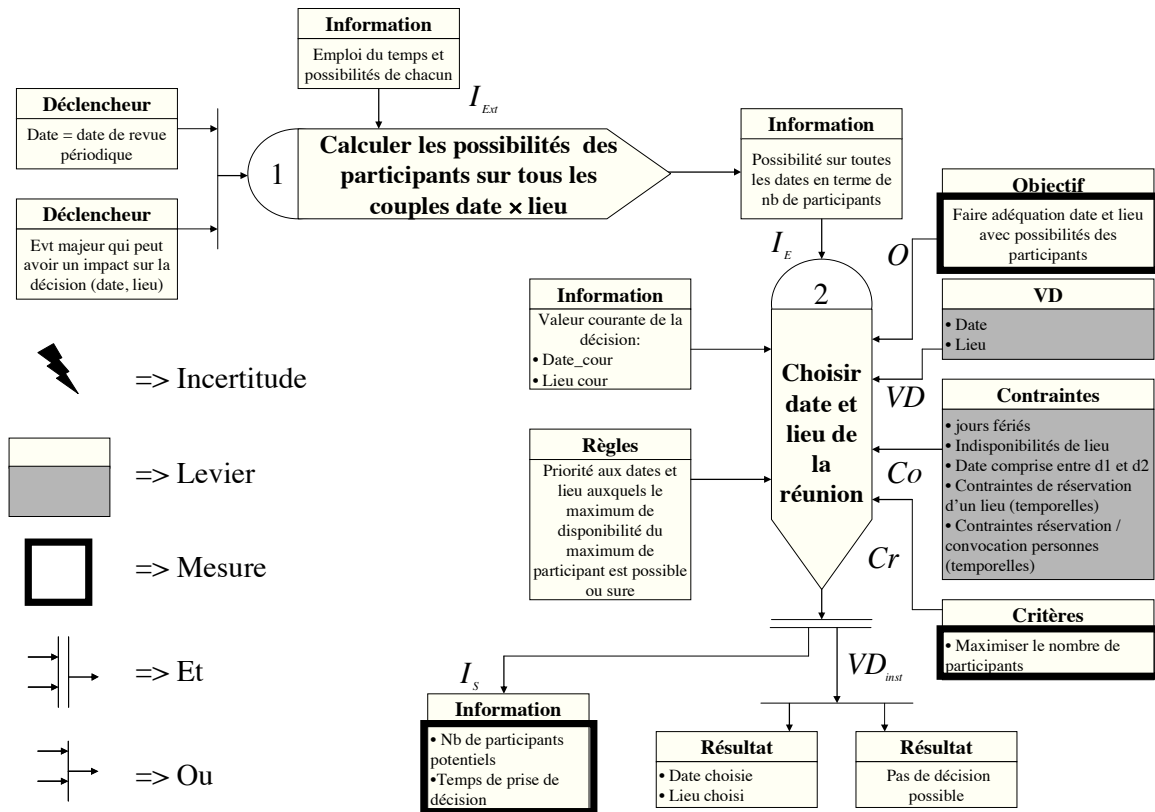 Information
Emploi du temps et
possibilités de chacun
I Ext
Déclencheur
Date = date de revue
périodique
Déclencheur
Evt majeur qui peut
avoir un impact sur la
décision (date, lieu)
1
Calculer les possibilités des
participants sur tous les
couples date × lieu
Information
Possibilité sur toutes
les dates en terme de
nb de participants
I E
Objectif
Faire adéquation date et lieu
avec possibilités des
participants
O
VD
• Date
• Lieu
VD
Information
Valeur courante de la
décision:
• Date_cour
• Lieu cour
2
Choisir
date et
lieu de
la
réunion
Contraintes
• jours fériés
• Indisponibilités de lieu
• Date comprise entre d1 et d2
• Contraintes de réservation
d’un lieu (temporelles)
• Contraintes réservation /
convocation personnes
(temporelles)
Co
Règles
Priorité aux dates et
lieu auxquels le
maximum de
disponibilité du
maximum de
participant est possible
ou sure
Cr
Critères
• Maximiser le nombre de
participants
I S
VD inst
Information
• Nb de participants
potentiels
•Temps de prise de
décision
Résultat
• Date choisie
• Lieu choisi
Résultat
Pas de décision
possible
=> Incertitude
=> Levier
=> Mesure
=> Et
=> Ou